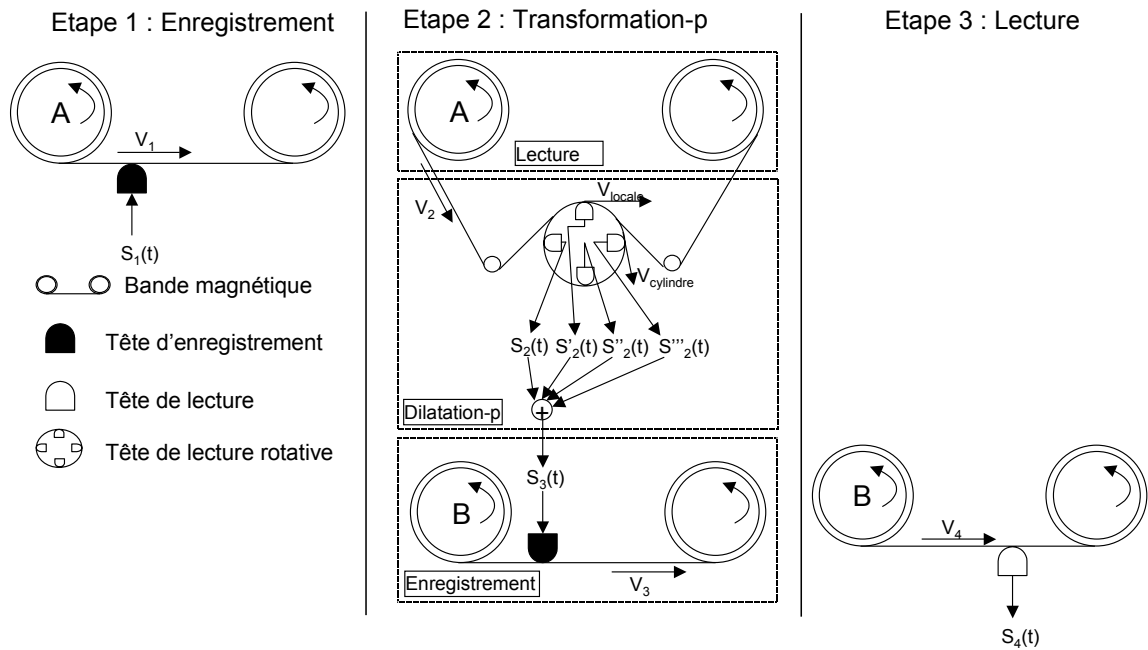 Etape 1 : Enregistrement
A
V1
S1(t)
Bande magnétique
Tête d'enregistrement
Tête de lecture
Tête de lecture rotative
Etape 2 : Transformation-p
A
Lecture
V2
Vlocale
Vcylindre
S2(t) S'2(t) S''2(t) S'''2(t)
+
Dilatation-p
S3(t)
B
Enregistrement
V3
Etape 3 : Lecture
B
V4
S4(t)